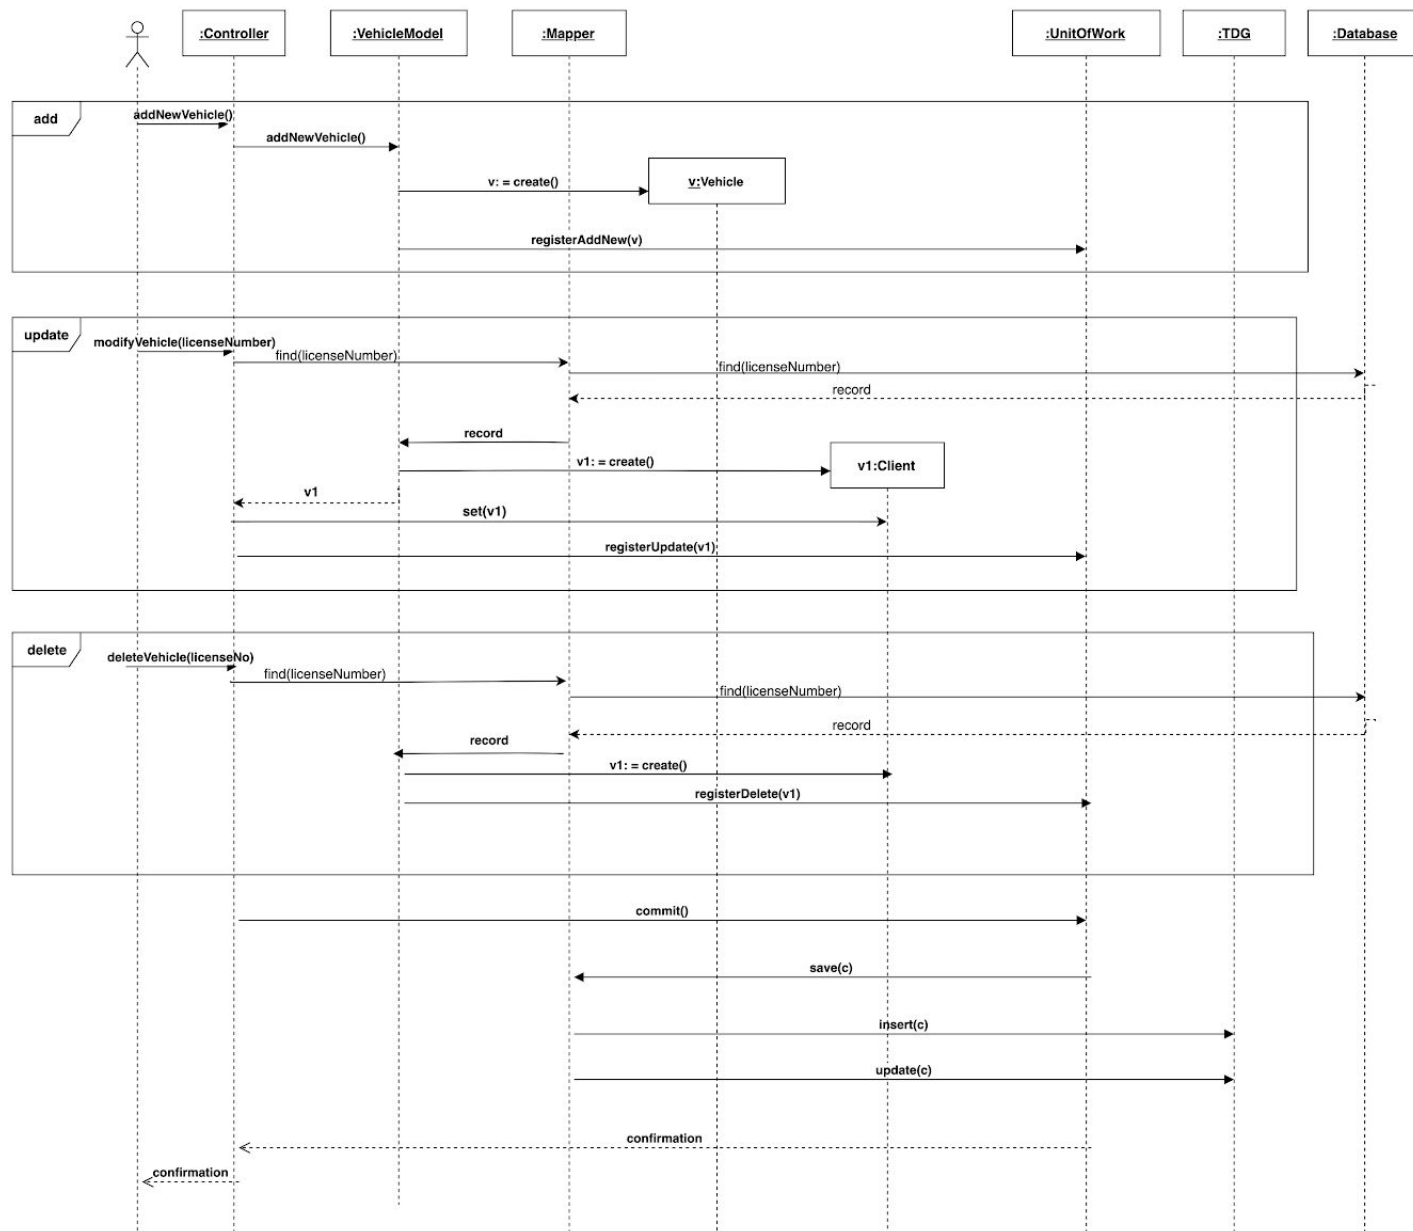 :Controller
:VehicleModel
:Mapper
:UnitOfWork
:TDG
:Database
add
addNewVehicle()
addNewVehicle()
v: = create()
v:Vehicle
registerAddNew(v)
update
modifyVehicle(licenseNumber)
find(licenseNumber)
find(licenseNumber)
record
record
v1: = create()
v1:Client
v1
set(v1)
registerUpdate(v1)
delete
deleteVehicle(licenseNo)
find(licenseNumber)
find(licenseNumber)
record
record
v1: = create()
registerDelete(v1)
commit()
save(c)
insert(c)
update(c)
confirmation
confirmation